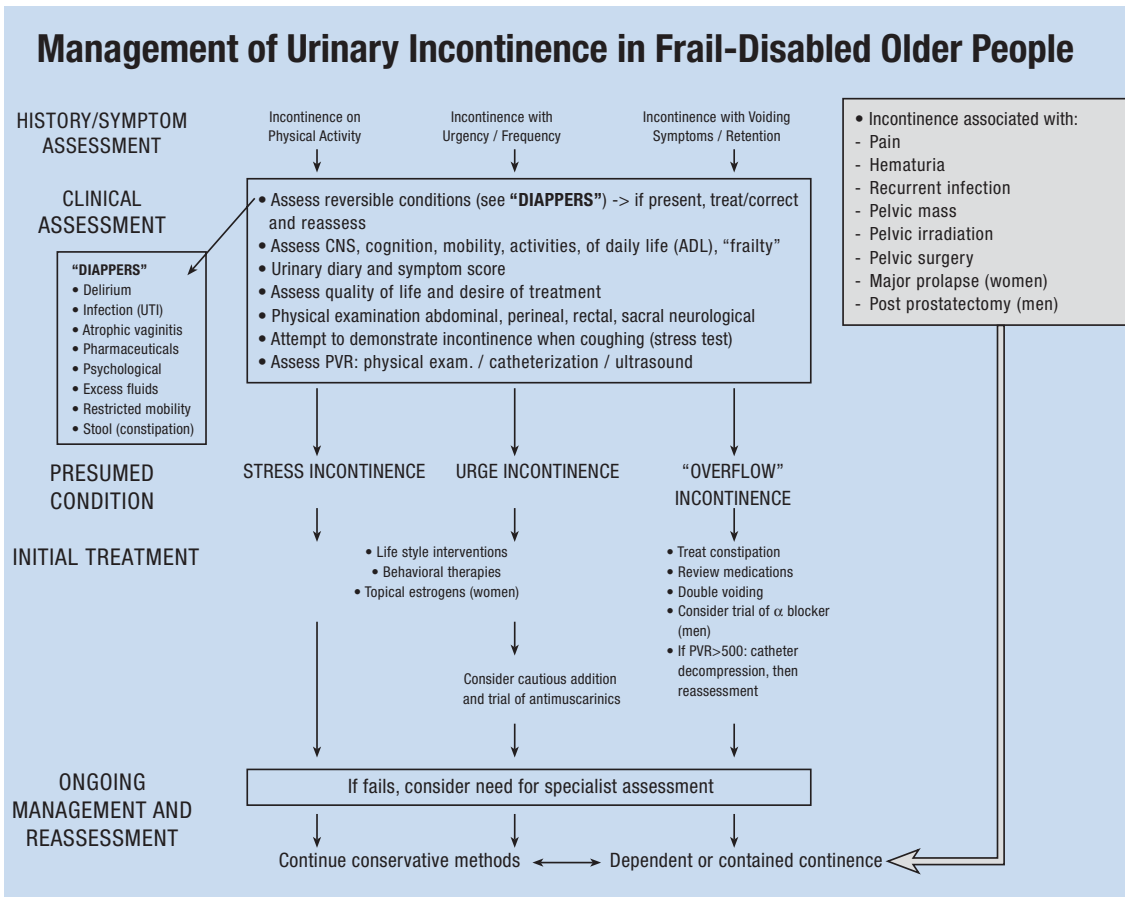 Management of Urinary Incontinence in Frail-Disabled Older People
HISTORY/SYMPTOM
ASSESSMENT
Incontinence on
Physical Activity
Incontinence with
Urgency / Frequency
Incontinence with Voiding
Symptoms / Retention
• Incontinence associated with:
- Pain
- Hematuria
- Recurrent infection
- Pelvic mass
- Pelvic irradiation
- Pelvic surgery
- Major prolapse (women)
- Post prostatectomy (men)
CLINICAL
ASSESSMENT
• Assess reversible conditions (see "DIAPPERS") -> if present, treat/correct
and reassess
• Assess CNS, cognition, mobility, activities, of daily life (ADL), "frailty"
• Urinary diary and symptom score
• Assess quality of life and desire of treatment
• Physical examination abdominal, perineal, rectal, sacral neurological
• Attempt to demonstrate incontinence when coughing (stress test)
• Assess PVR: physical exam. / catheterization / ultrasound
"DIAPPERS"
• Delirium
• Infection (UTI)
• Atrophic vaginitis
• Pharmaceuticals
• Psychological
• Excess fluids
• Restricted mobility
• Stool (constipation)
PRESUMED
CONDITION
STRESS INCONTINENCE
URGE INCONTINENCE
"OVERFLOW"
INCONTINENCE
INITIAL TREATMENT
• Life style interventions
• Behavioral therapies
• Topical estrogens (women)
Consider cautious addition
and trial of antimuscarinics
• Treat constipation
• Review medications
• Double voiding
• Consider trial of α blocker
(men)
• If PVR>500: catheter
decompression, then
reassessment
ONGOING
MANAGEMENT AND
REASSESSMENT
If fails, consider need for specialist assessment
Continue conservative methods
Dependent or contained continence